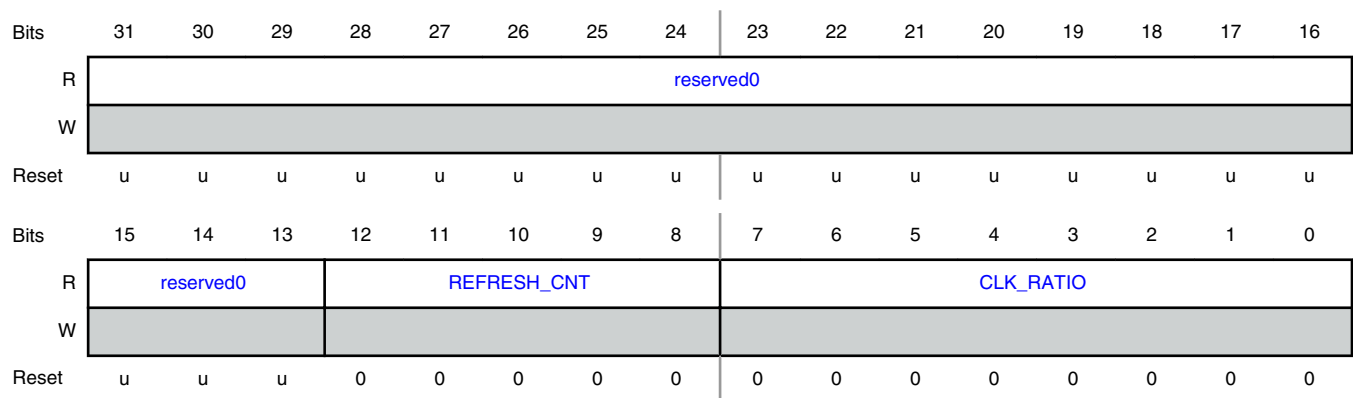 Bits 31 30 29 28 27 26 25 24 23 22 21 20 19 18 17 16
R reserved0
W
Reset u u u u u u u u u u u u u u u u
Bits 15 14 13 12 11 10 9 8 7 6 5 4 3 2 1 0
R reserved0 REFRESH_CNT CLK_RATIO
W
Reset u u u 0 0 0 0 0 0 0 0 0 0 0 0 0